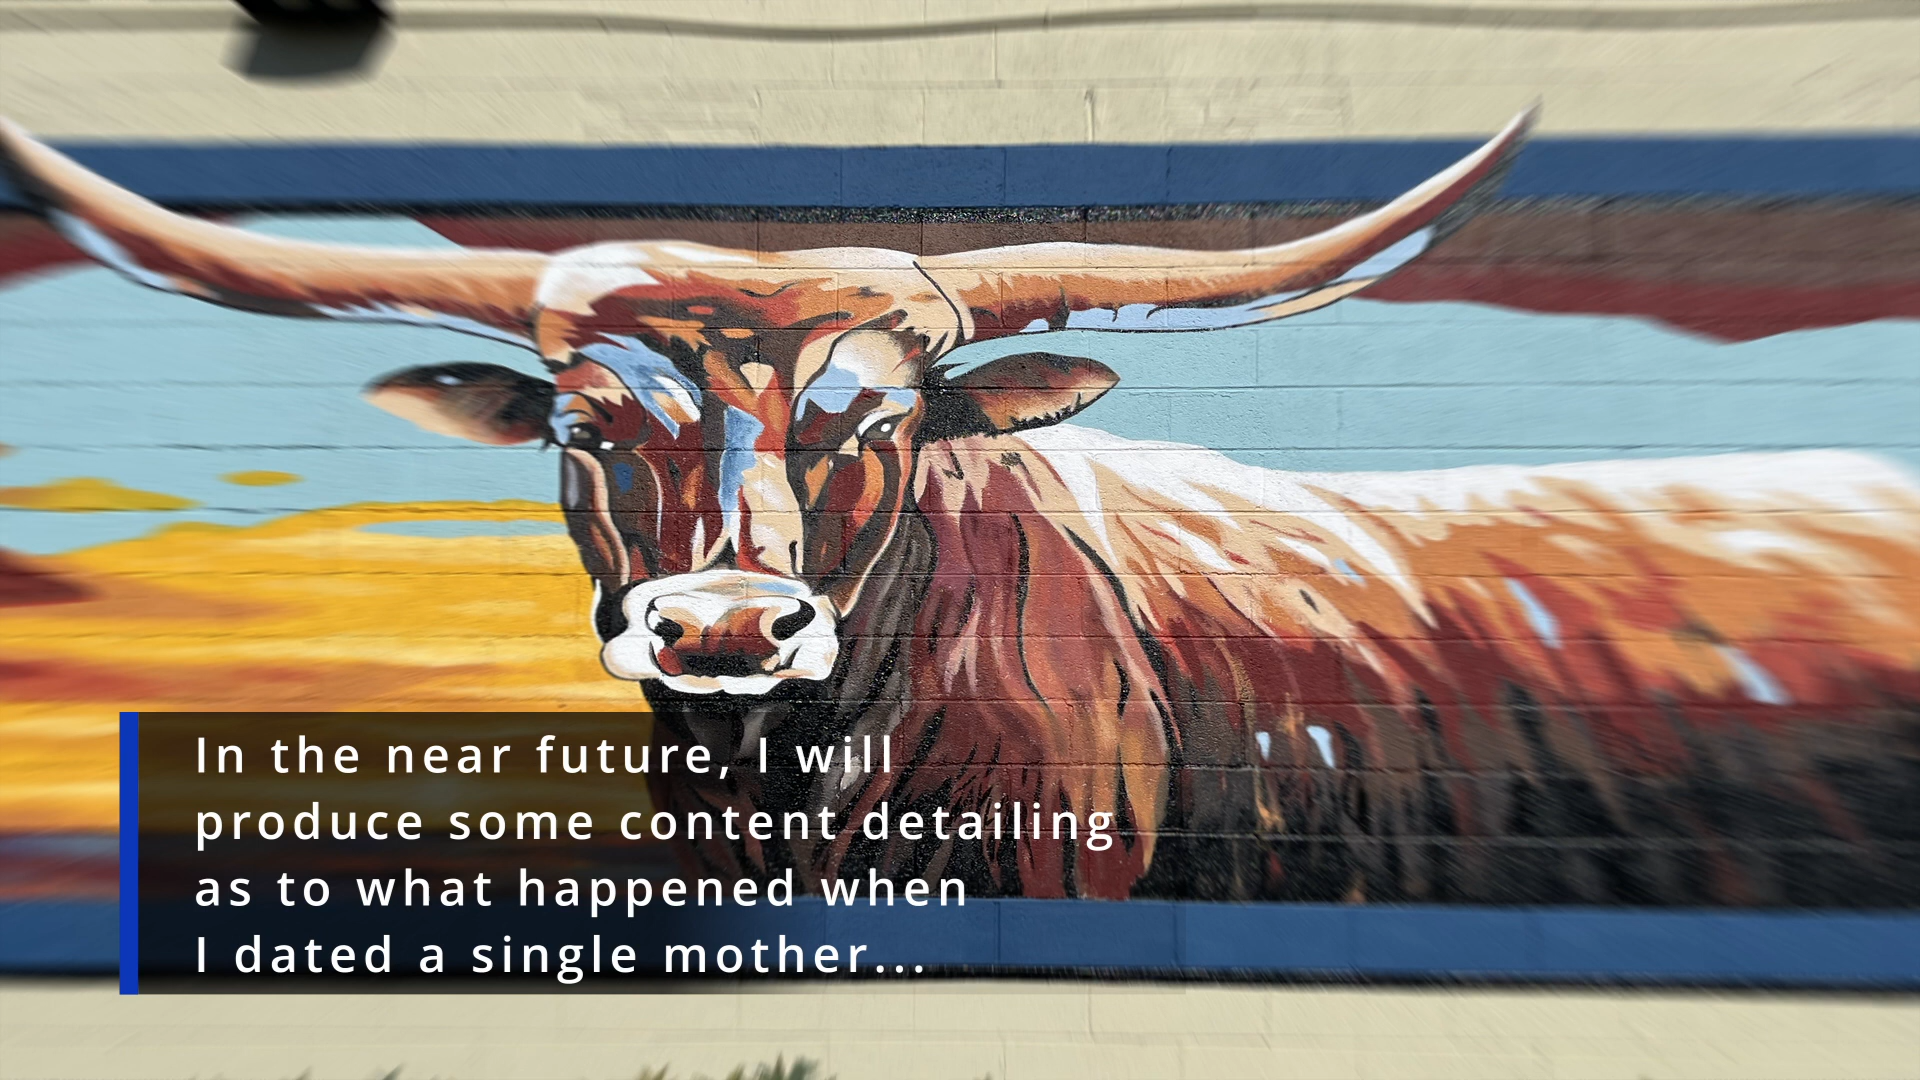 In the near future, I will
produce some content detailing
as to what happened when
I dated a single mother...